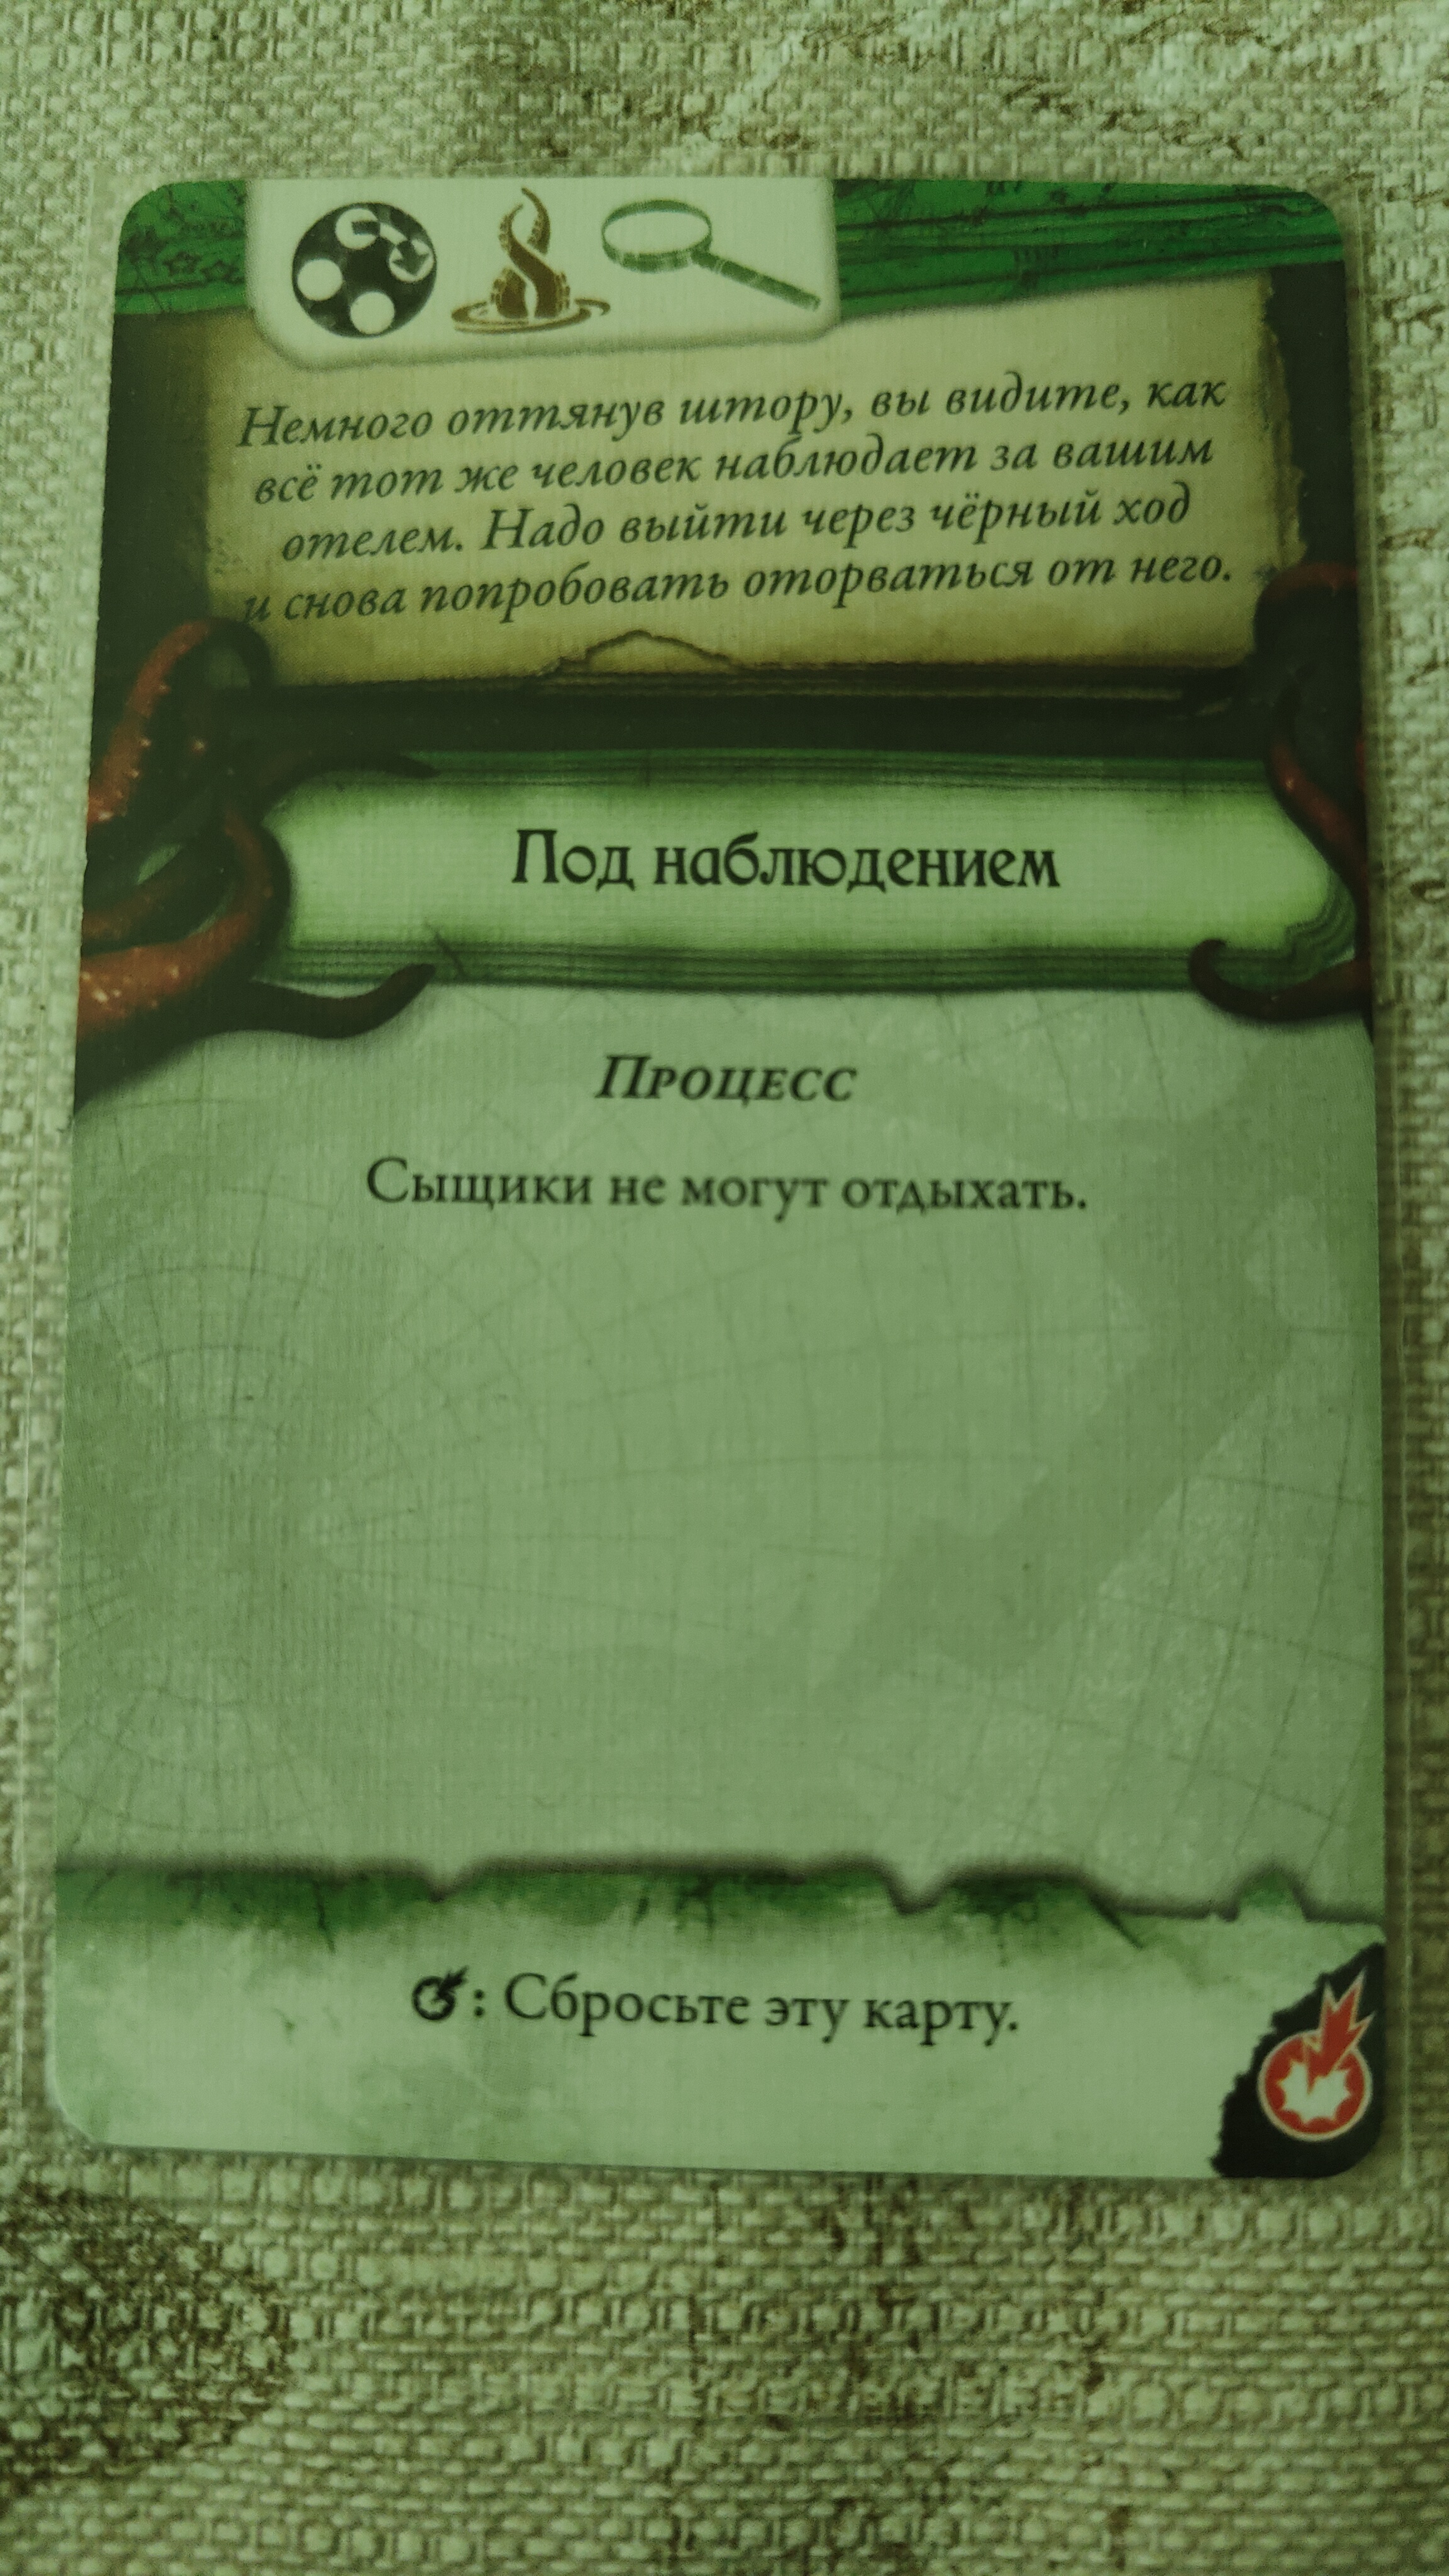 Немного оттянув штору, вы видите, как
всё тот же человек наблюдает за вашим
отелем. Надо выйти через чёрный ход
и снова попробовать оторваться от него.
Под наблюдением
Процесс
Сыщики не могут отдыхать.
: Сбросьте эту карту.